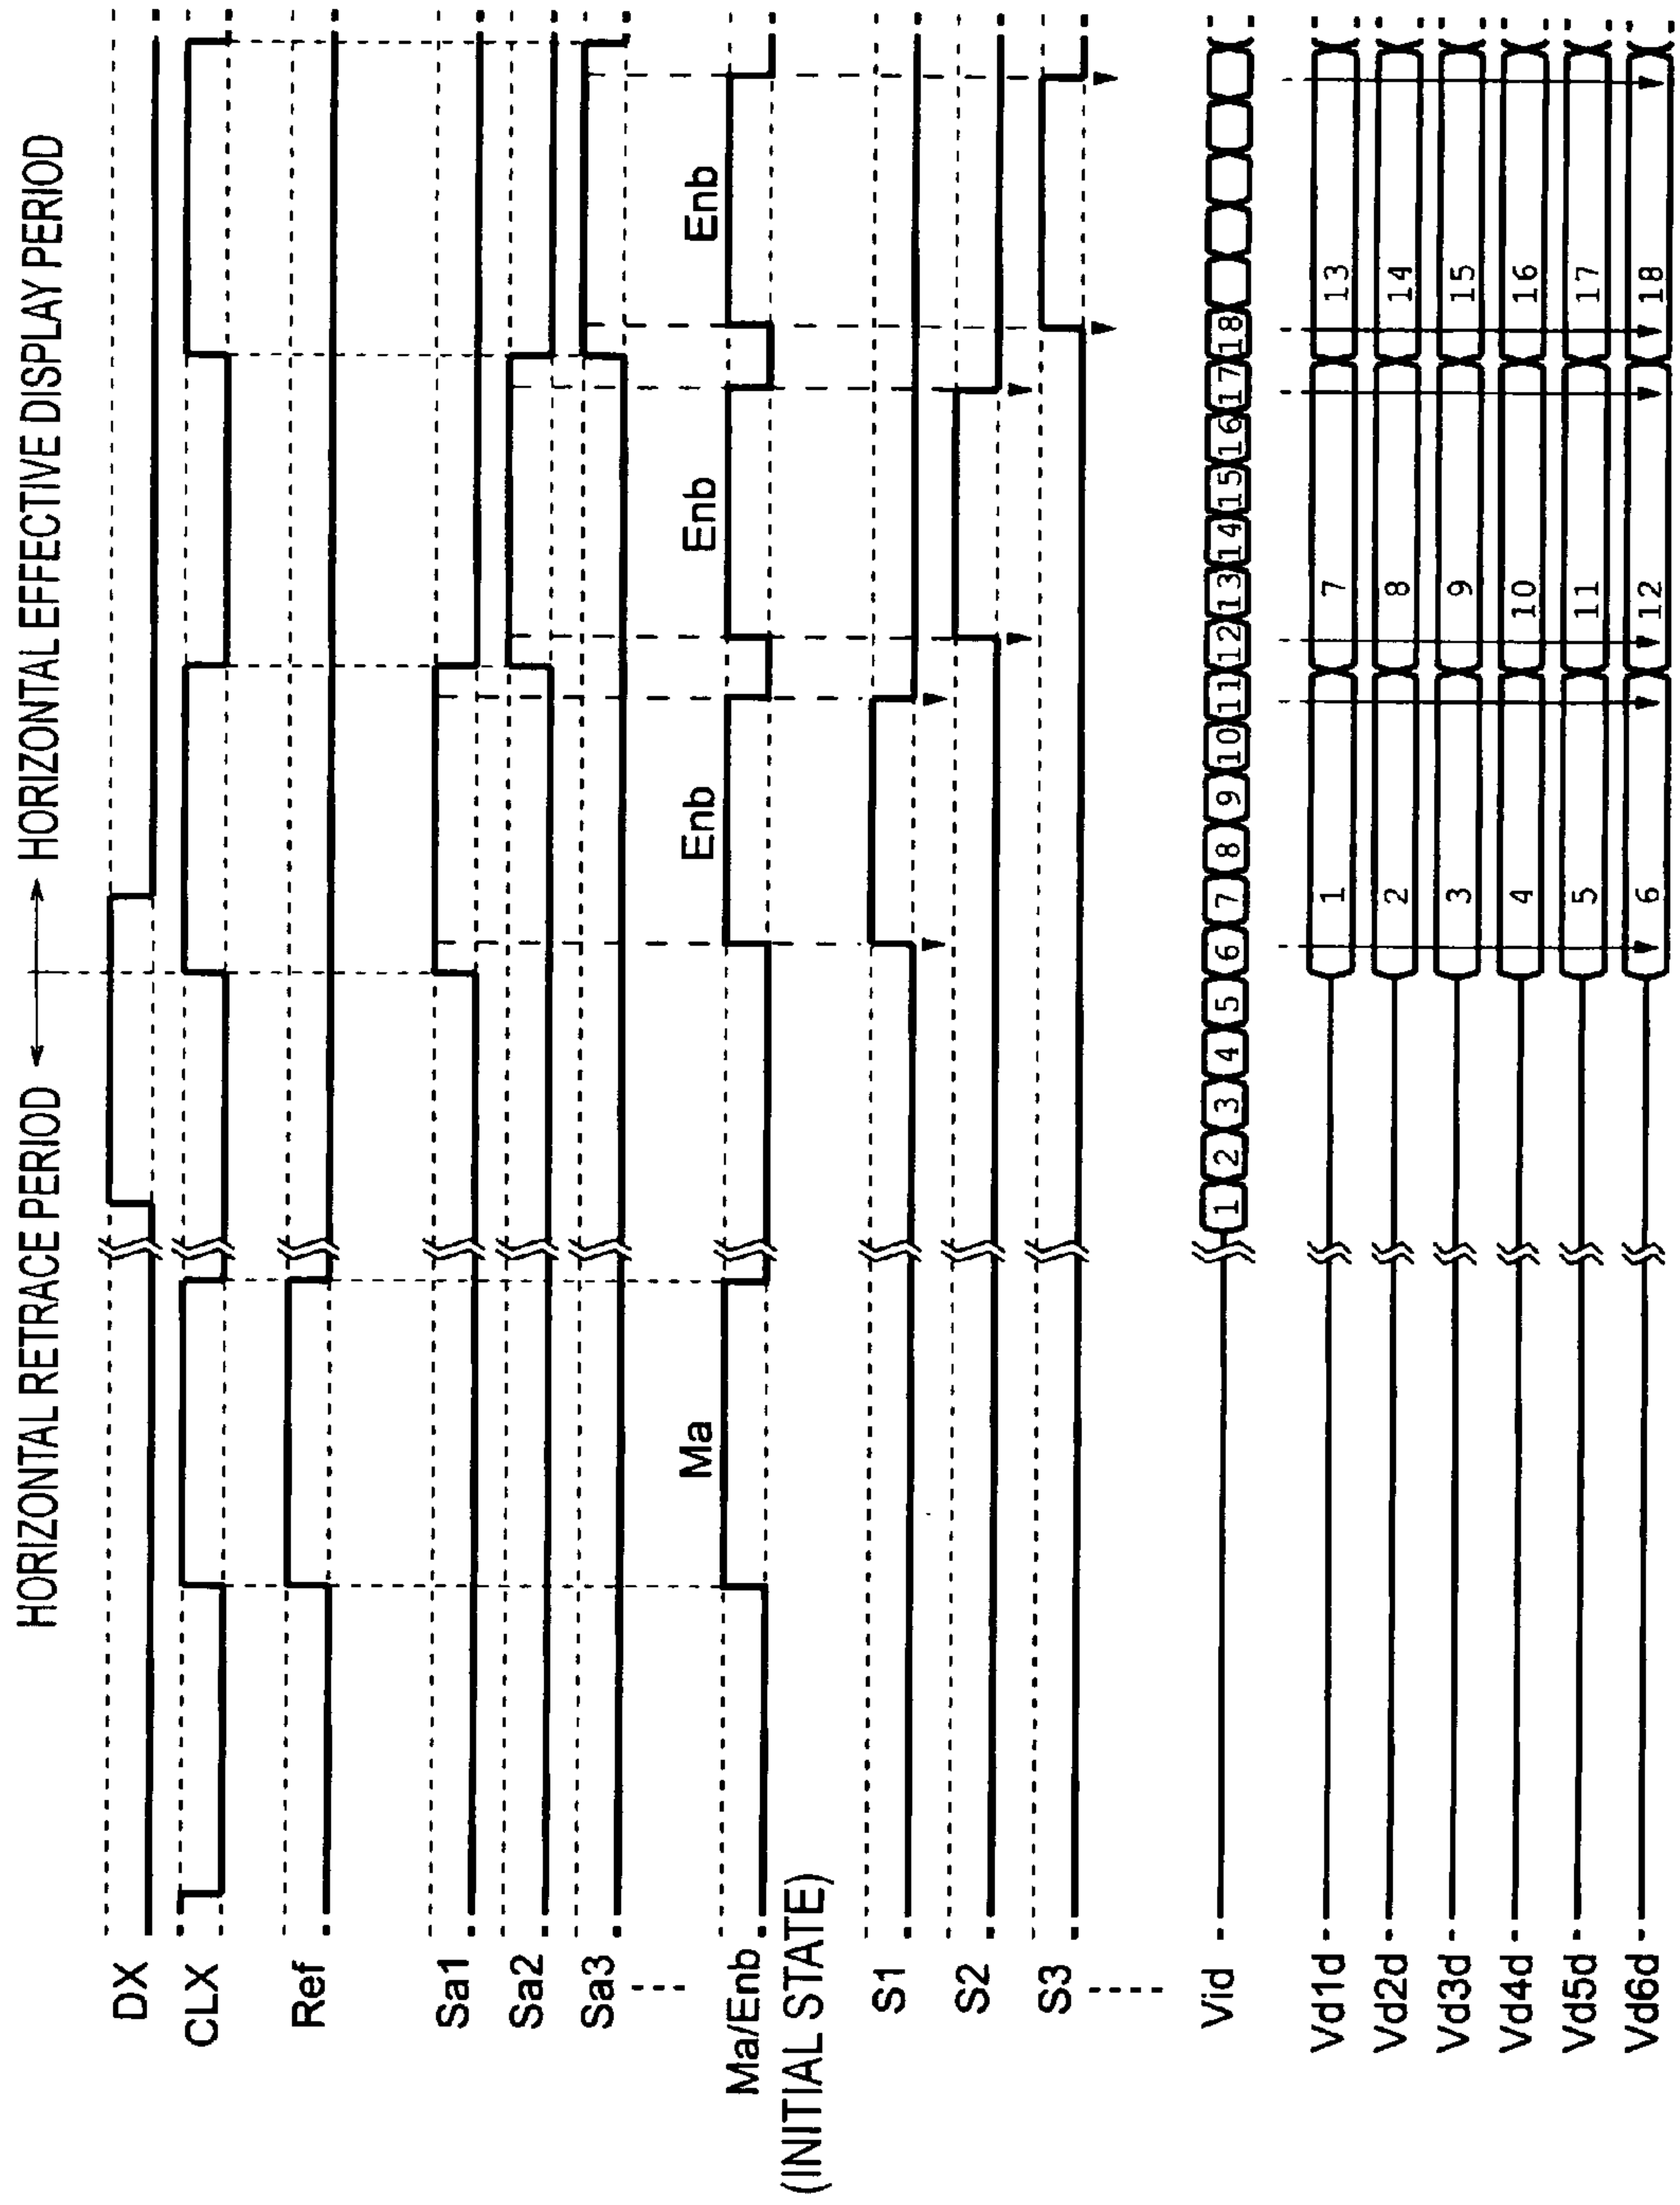 HORIZONTAL RETRACE PERIOD HORIZONTAL EFFECTIVE DISPLAY PERIOD
DX
CLX
Ref
Sa1
Sa2
Sa3
Ma Enb Enb Enb
Ma/Enb
(INITIAL STATE)
S1
S2
S3
Vid 1 2 3 4 5 6 7 8 9 10 11 12 13 14 15 16 17 18
Vd1d 1 7 13
Vd2d 2 8 14
Vd3d 3 9 15
Vd4d 4 10 16
Vd5d 5 11 17
Vd6d 6 12 18